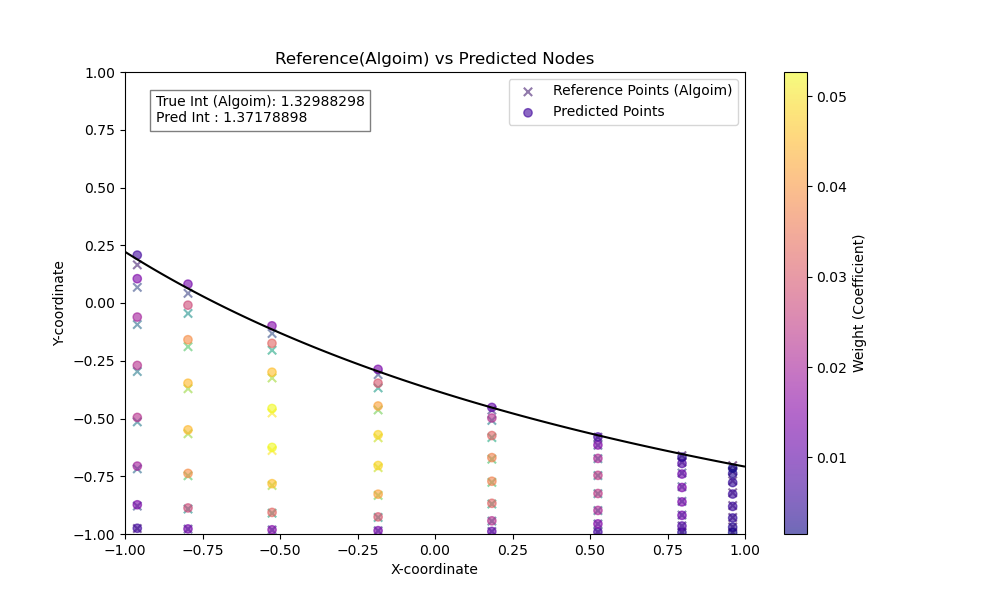 Reference(Algoim) vs Predicted Nodes
True Int (Algoim): 1.32988298
Pred Int : 1.37178898
Reference Points (Algoim)
Predicted Points
1.00
0.75
0.50
0.25
0.00
−0.25
−0.50
−0.75
−1.00
Y-coordinate
−1.00 −0.75 −0.50 −0.25 0.00 0.25 0.50 0.75 1.00
X-coordinate
0.05
0.04
0.03
0.02
0.01
Weight (Coefficient)